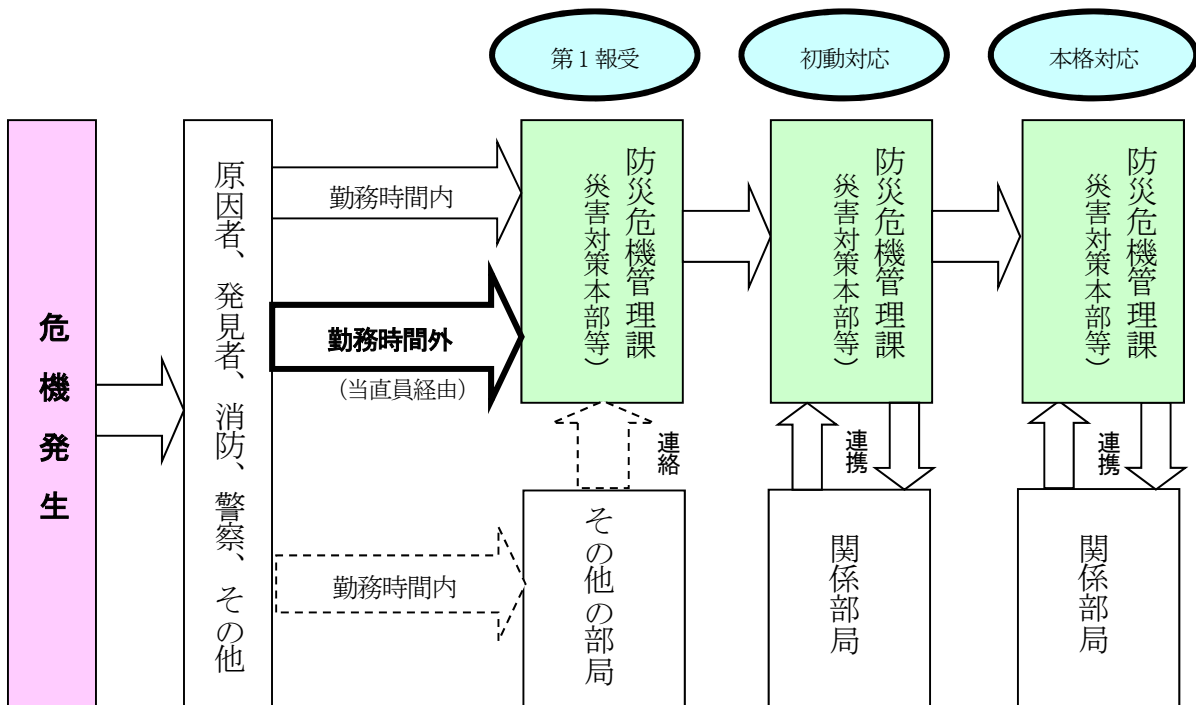 第１報受
初動対応
本格対応
危機発生
原因者、発見者、消防、警察、その他
勤務時間内
勤務時間外
（当直員経由）
勤務時間内
防災危機管理課
（災害対策本部等）
連絡
その他の部局
防災危機管理課
（災害対策本部等）
連携
関係部局
防災危機管理課
（災害対策本部等）
連携
関係部局